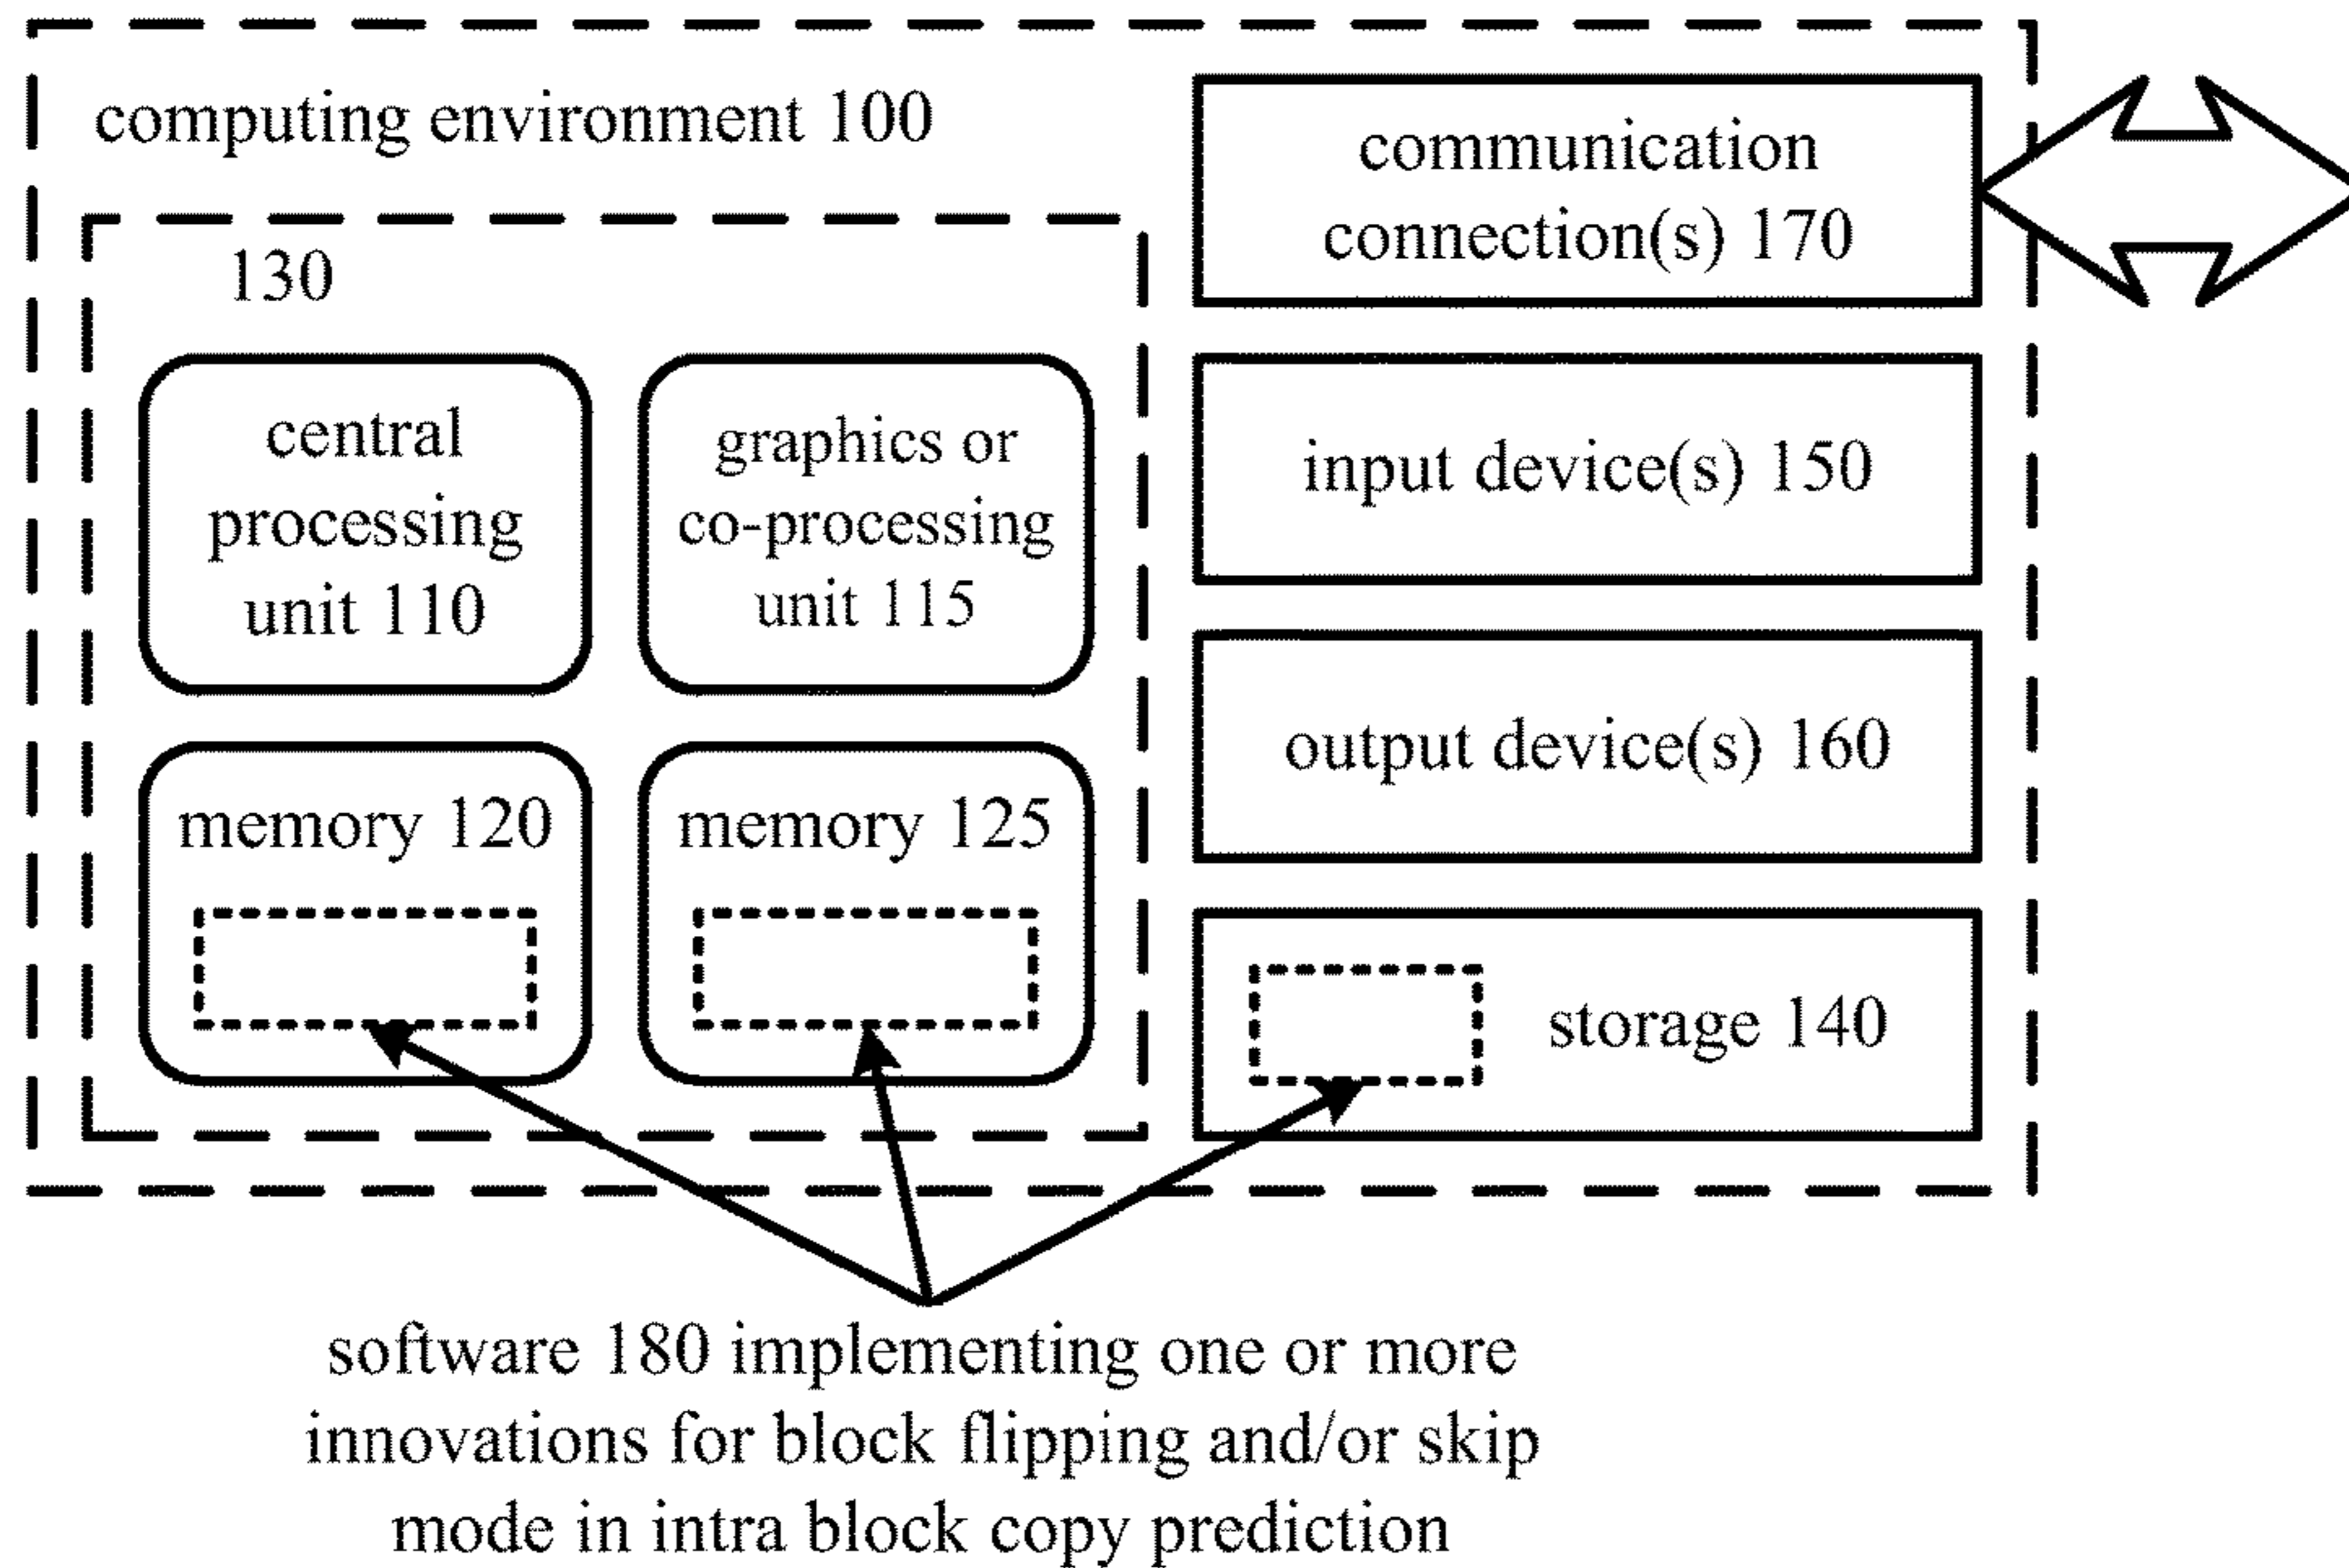 computing environment 100
130
central
processing
unit 110
graphics or
co-processing
unit 115
memory 120
memory 125
communication
connection(s) 170
input device(s) 150
output device(s) 160
storage 140
software 180 implementing one or more
innovations for block flipping and/or skip
mode in intra block copy prediction